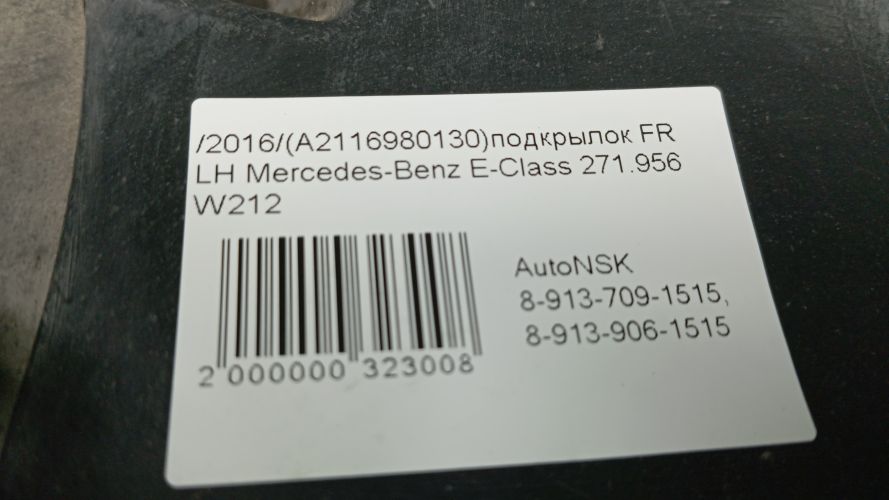 /2016/(A2116980130)подкрылок FR
LH Mercedes-Benz E-Class 271.956
W212
AutoNSK
8-913-709-1515,
8-913-906-1515
2 000000 323008